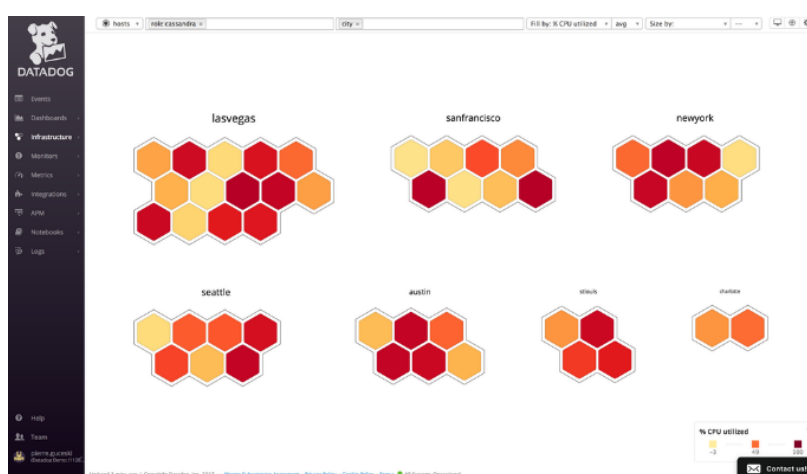 hosts role:cassandra × city × Fill by: % CPU utilized avg Size by: ---
DATADOG
Events
Dashboards
Infrastructure
Monitors
Metrics
Integrations
APM
Notebooks
Logs
lasvegas sanfrancisco newyork
seattle austin stlouis charlotte
Help
Team
% CPU utilized
49
Contact us!